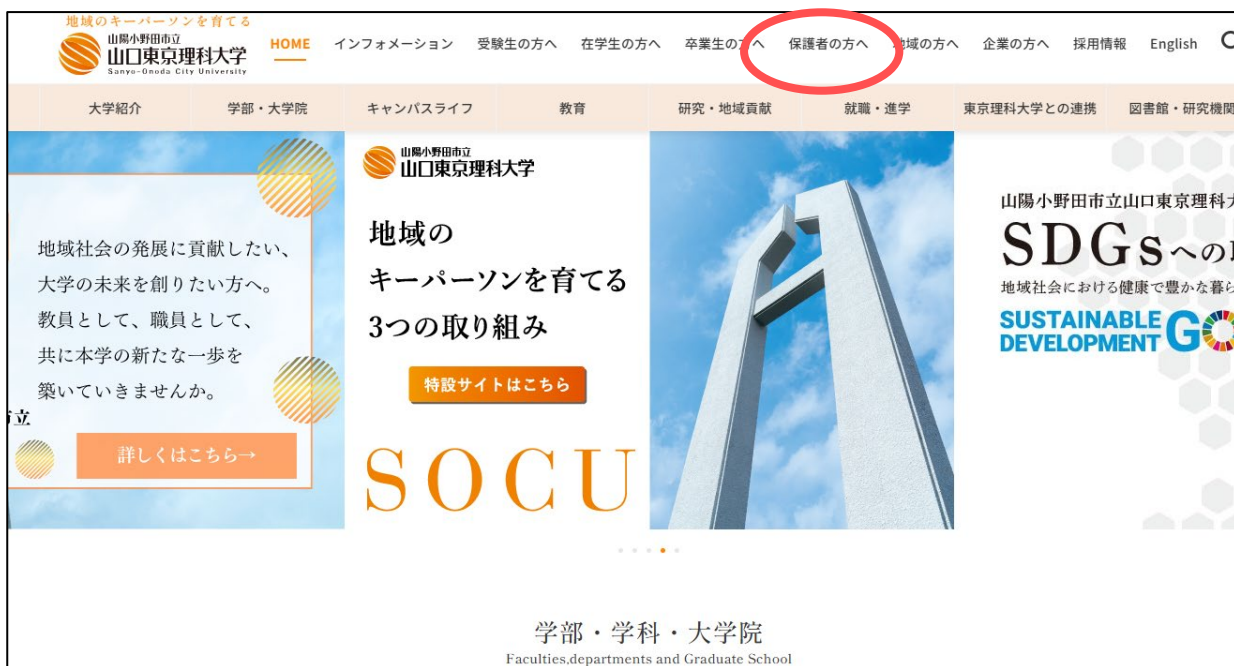 地域のキーパーソンを育てる
山陽小野田市立
山口東京理科大学
Sanyo-Onoda City University
HOME インフォメーション 受験生の方へ 在学生の方へ 卒業生の方へ 保護者の方へ 地域の方へ 企業の方へ 採用情報 English
大学紹介 学部・大学院 キャンパスライフ 教育 研究・地域貢献 就職・進学 東京理科大学との連携 図書館・研究機関
地域社会の発展に貢献したい、
大学の未来を創りたい方へ。
教員として、職員として、
共に本学の新たな一歩を
築いていきませんか。
市立
詳しくはこちら→
山陽小野田市立
山口東京理科大学
地域の
キーパーソンを育てる
3つの取り組み
特設サイトはこちら
SOCU
山陽小野田市立山口東京理科大
SDGsへの取
地域社会における健康で豊かな暮ら
SUSTAINABLE
DEVELOPMENT GO
学部・学科・大学院
Faculties,departments and Graduate School